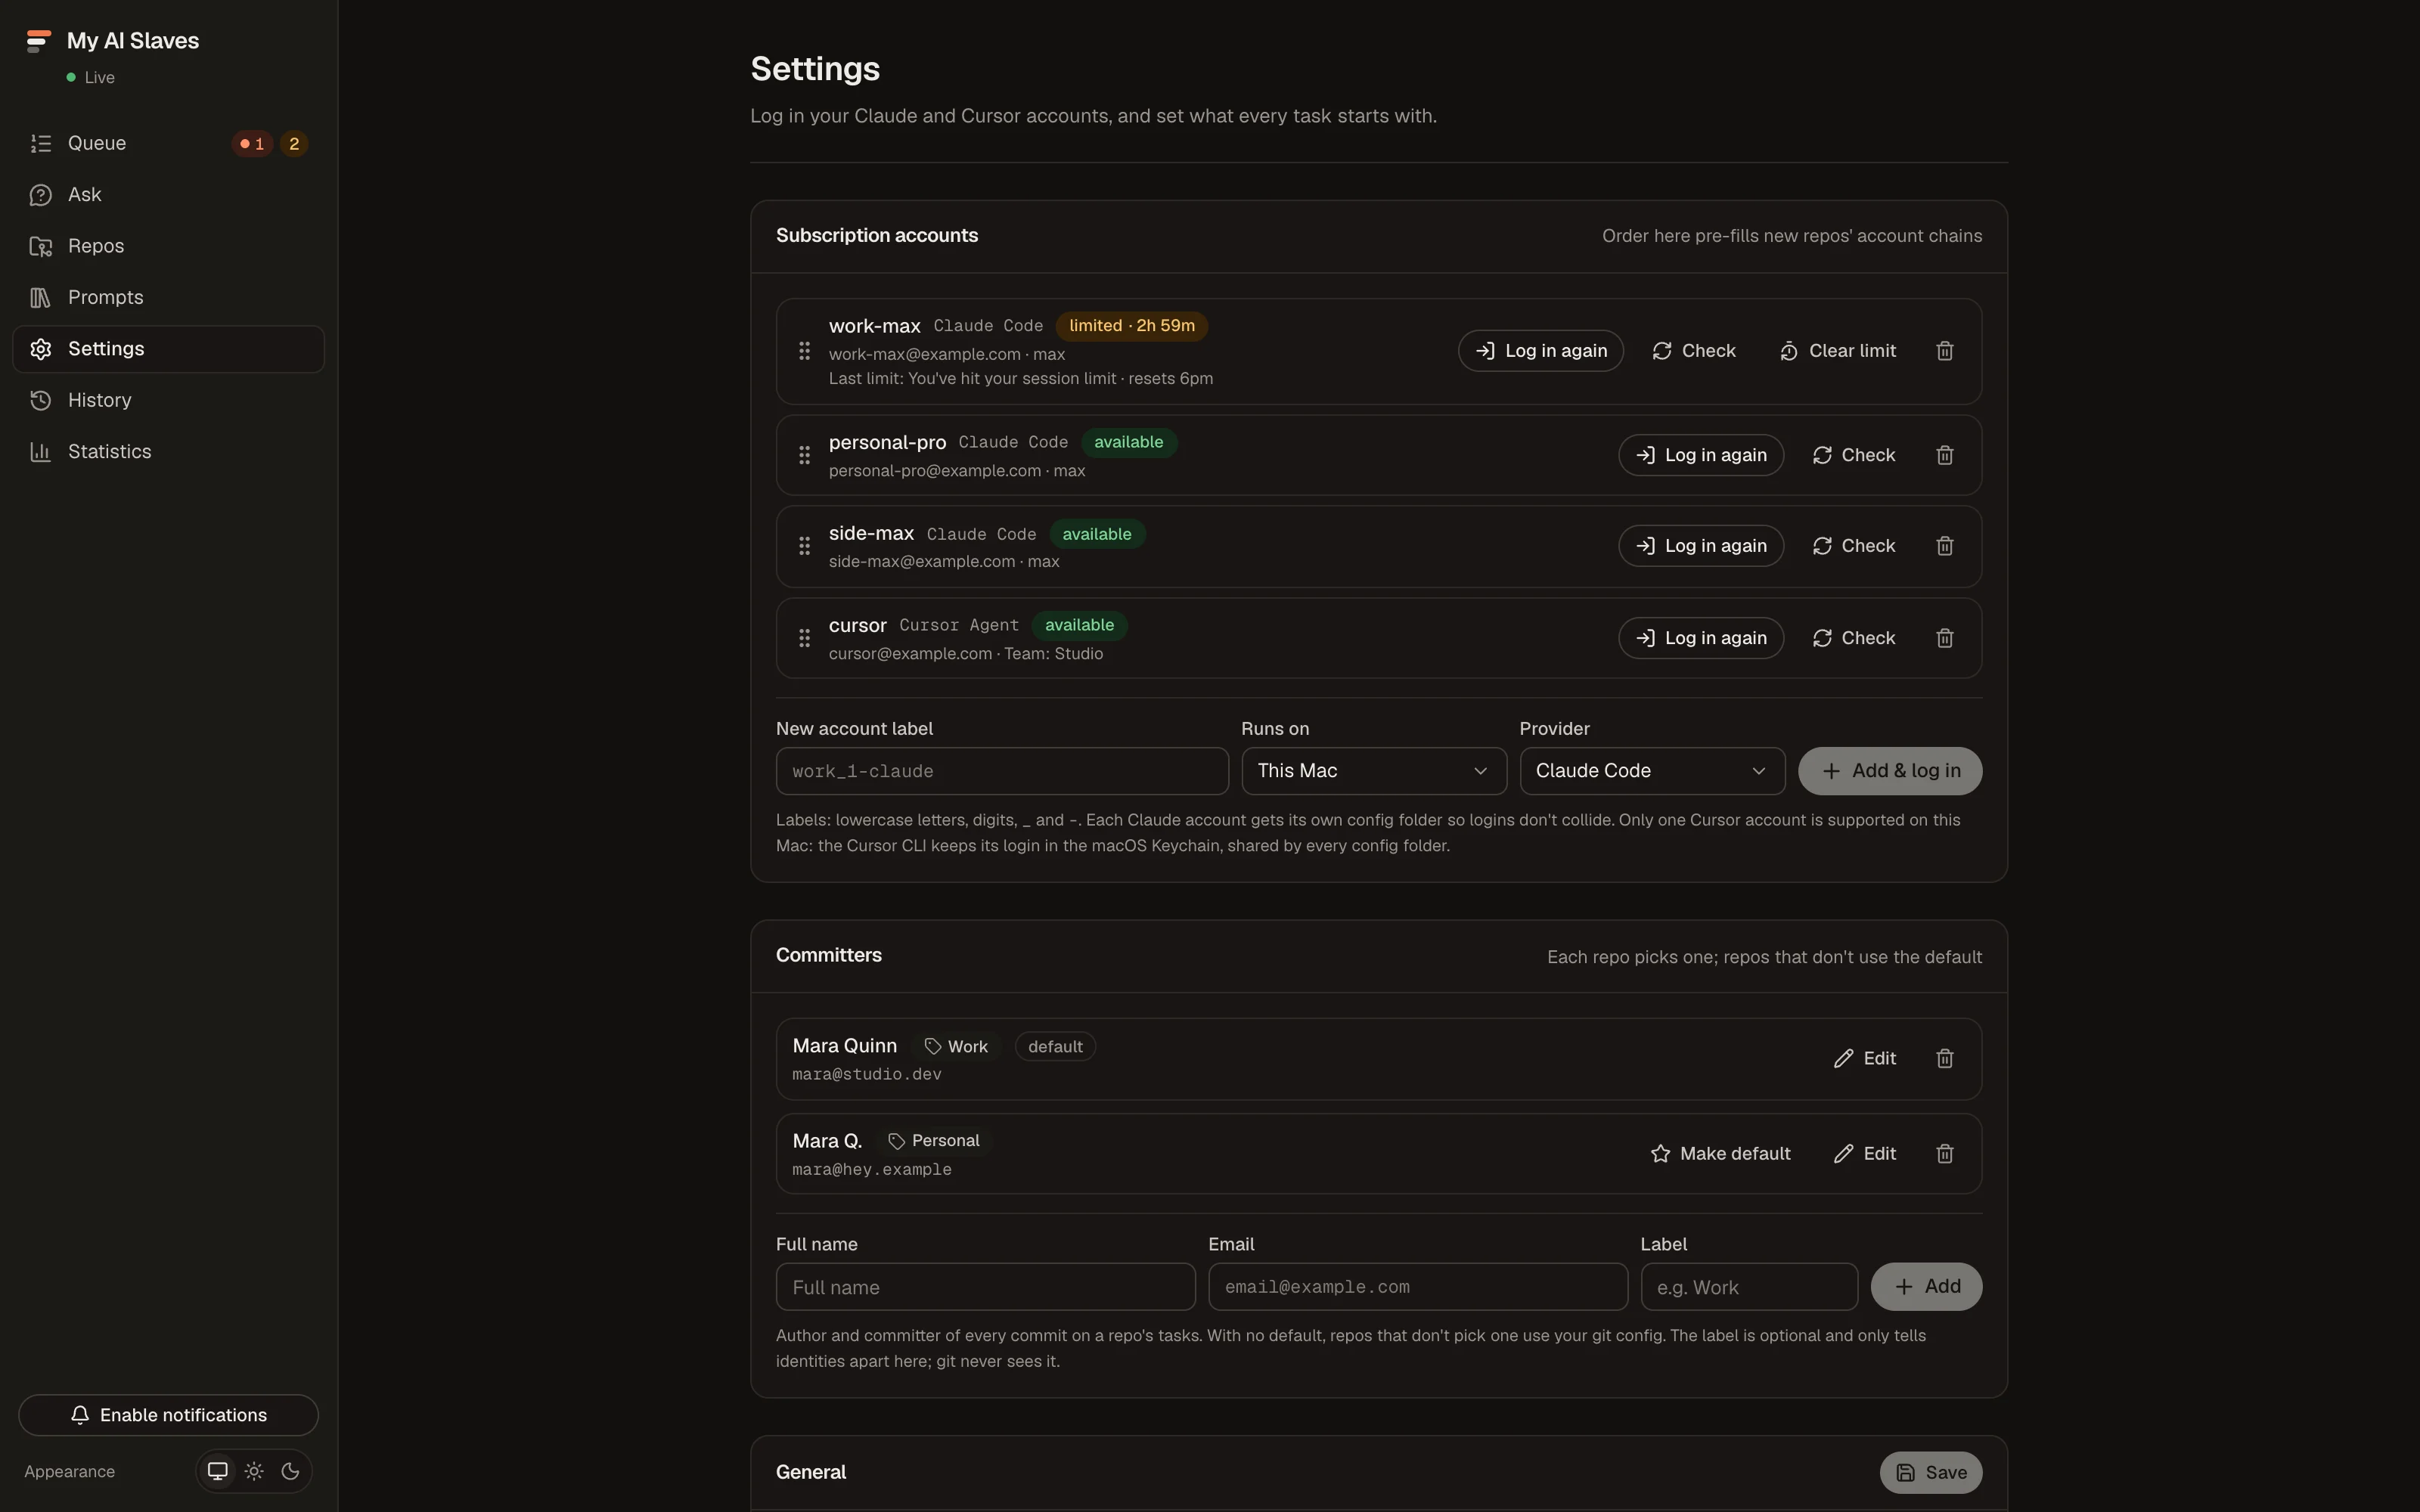 My AI Slaves
Live
Queue 1 2
Ask
Repos
Prompts
Settings
History
Statistics
Enable notifications
Appearance
Settings
Log in your Claude and Cursor accounts, and set what every task starts with.
Subscription accounts Order here pre-fills new repos' account chains
work-max Claude Code limited · 2h 59m
work-max@example.com · max
Last limit: You've hit your session limit · resets 6pm
Log in again Check Clear limit
personal-pro Claude Code available
personal-pro@example.com · max
Log in again Check
side-max Claude Code available
side-max@example.com · max
Log in again Check
cursor Cursor Agent available
cursor@example.com · Team: Studio
Log in again Check
New account label Runs on Provider
work_1-claude This Mac Claude Code Add & log in
Labels: lowercase letters, digits, _ and -. Each Claude account gets its own config folder so logins don't collide. Only one Cursor account is supported on this
Mac: the Cursor CLI keeps its login in the macOS Keychain, shared by every config folder.
Committers Each repo picks one; repos that don't use the default
Mara Quinn Work default
mara@studio.dev
Edit
Mara Q. Personal
mara@hey.example
Make default Edit
Full name Email Label
Full name email@example.com e.g. Work Add
Author and committer of every commit on a repo's tasks. With no default, repos that don't pick one use your git config. The label is optional and only tells
identities apart here; git never sees it.
General Save